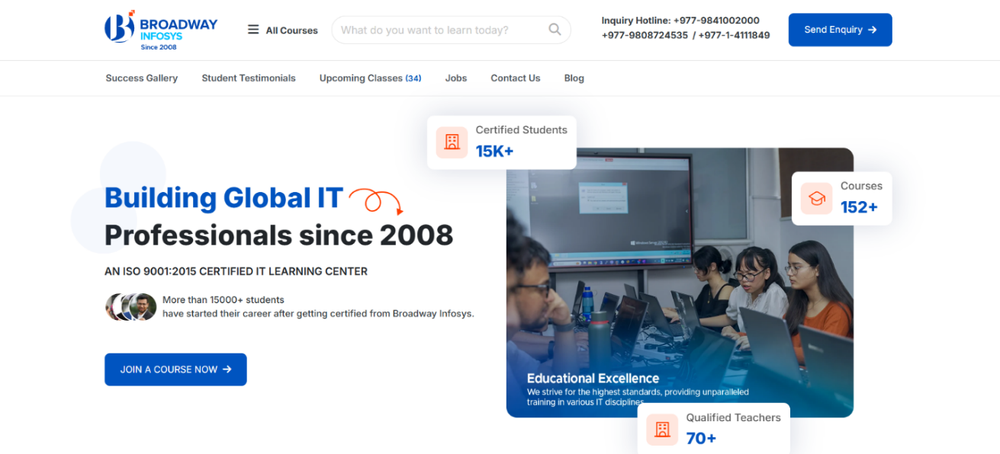 BROADWAY
INFOSYS
Since 2008
All Courses
What do you want to learn today?
Inquiry Hotline: +977-9841002000
+977-9808724535 / +977-1-4111849
Send Enquiry
Success Gallery
Student Testimonials
Upcoming Classes (34)
Jobs
Contact Us
Blog
Certified Students
15K+
Courses
152+
Building Global IT
Professionals since 2008
AN ISO 9001:2015 CERTIFIED IT LEARNING CENTER
More than 15000+ students
have started their career after getting certified from Broadway Infosys.
JOIN A COURSE NOW
Educational Excellence
We strive for the highest standards, providing unparalleled
training in various IT disciplines.
Qualified Teachers
70+